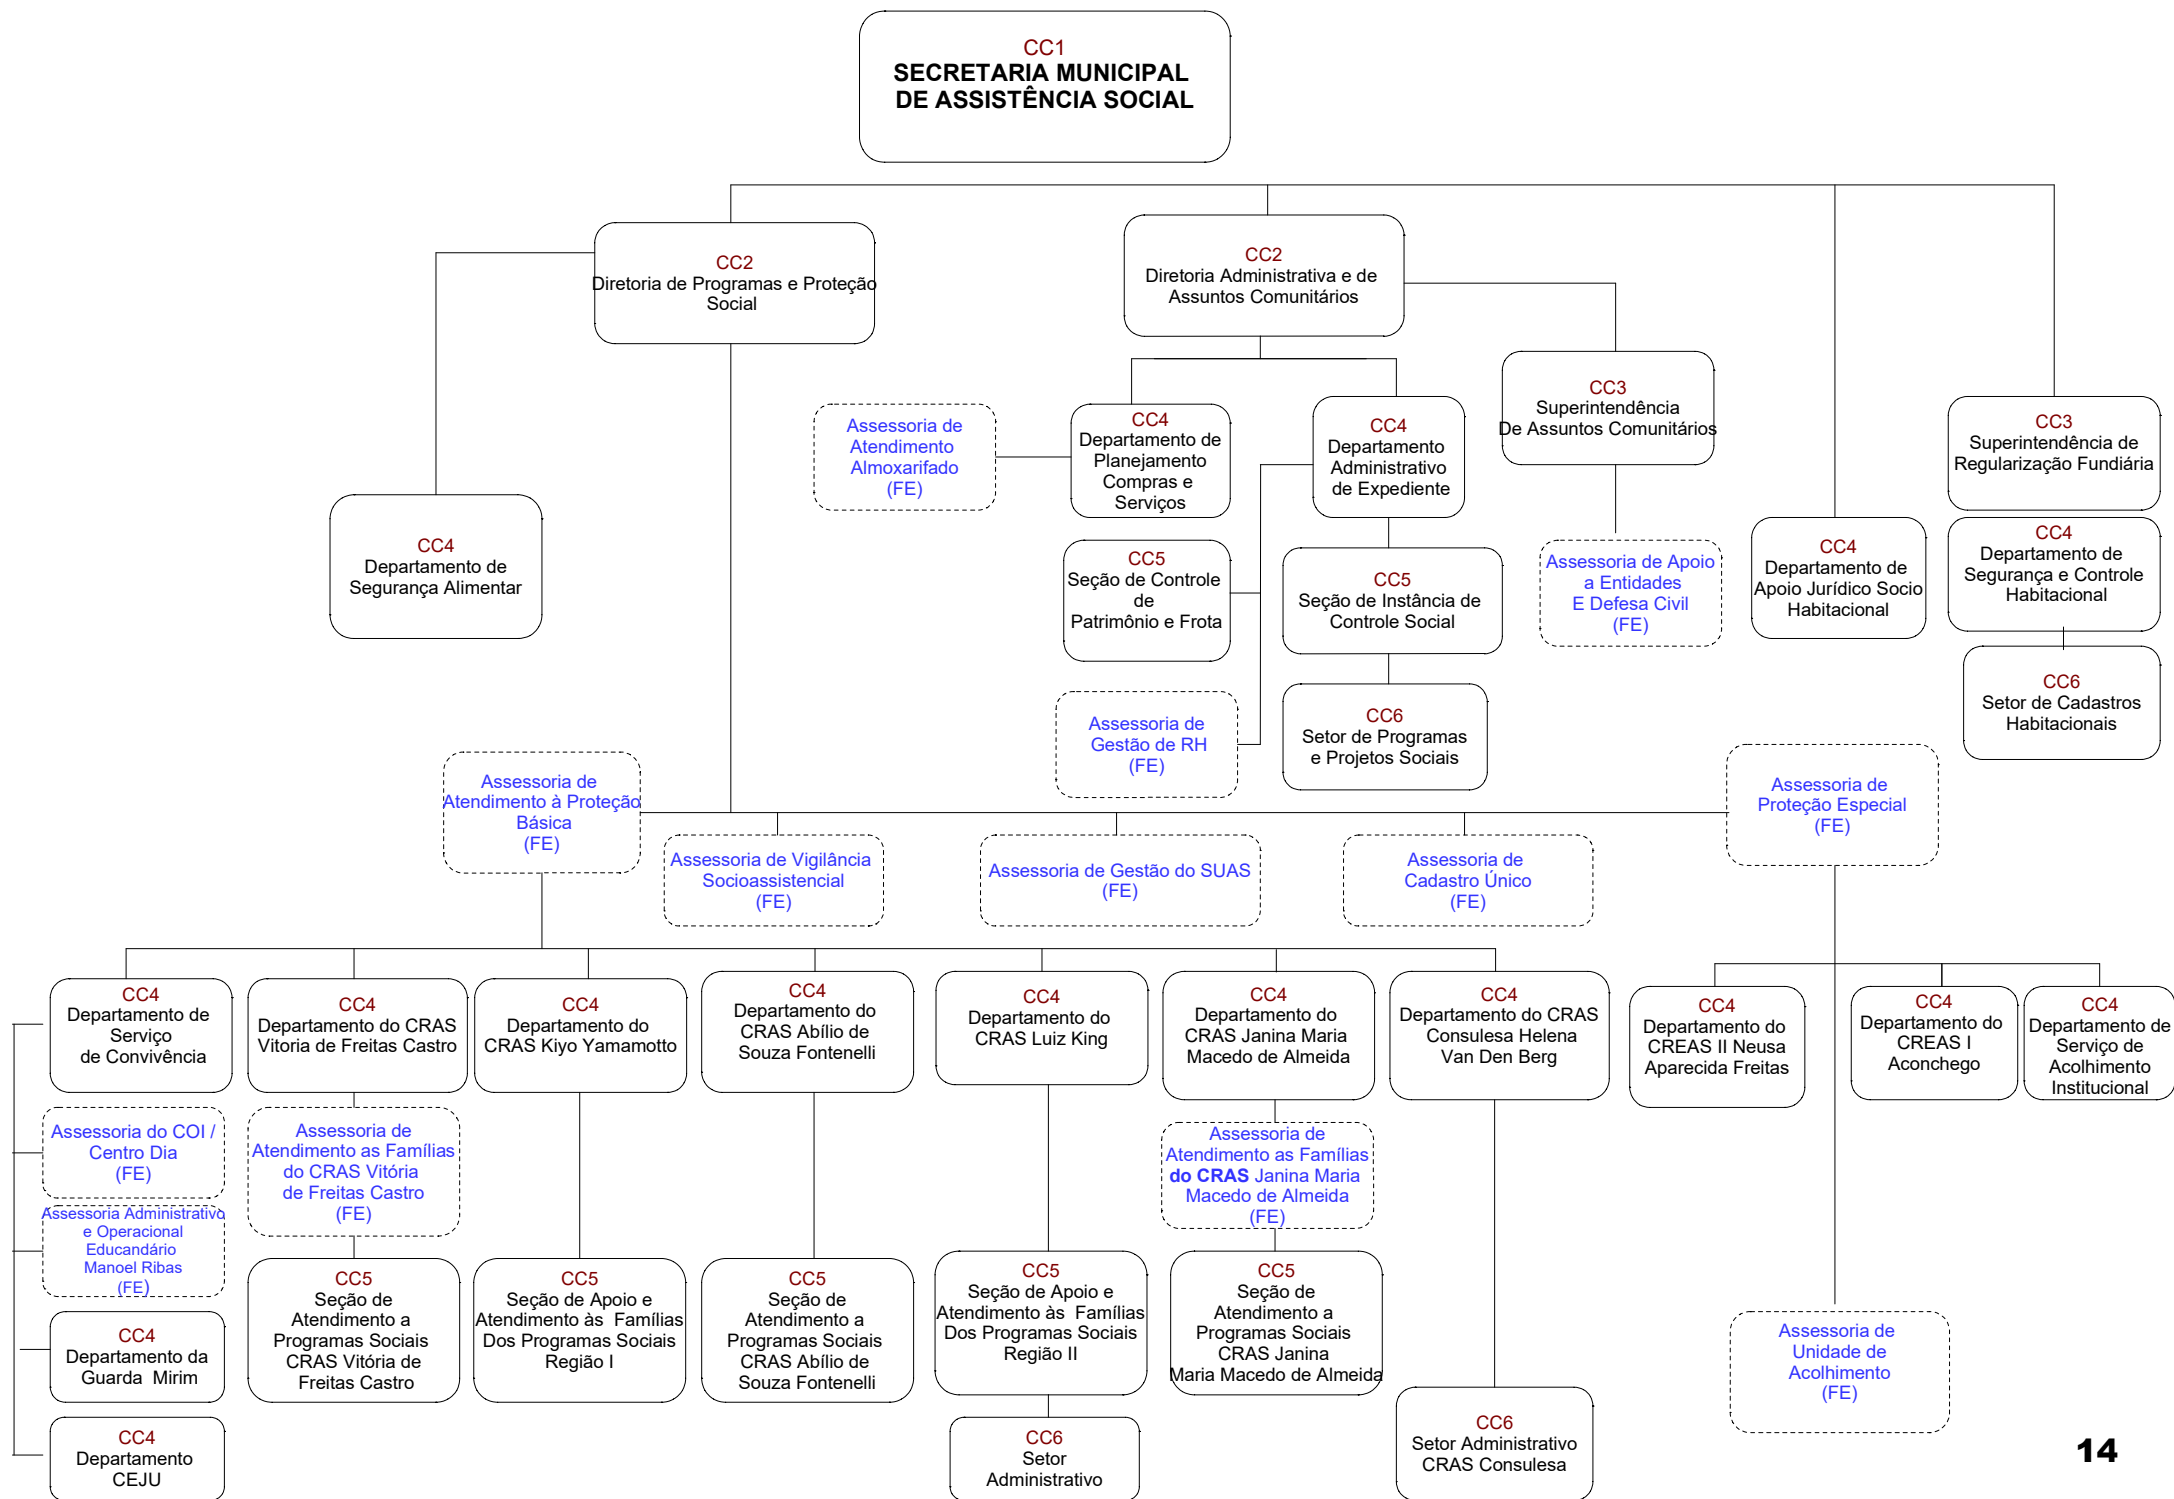 CC1
SECRETARIA MUNICIPAL
DE ASSISTÊNCIA SOCIAL
CC2
Diretoria de Programas e Proteção
Social
CC2
Diretoria Administrativa e de
Assuntos Comunitários
CC3
Superintendência
De Assuntos Comunitários
CC3
Superintendência de
Regularização Fundiária
Assessoria de
Atendimento
Almoxarifado
(FE)
CC4
Departamento de
Planejamento
Compras e
Serviços
CC4
Departamento
Administrativo
de Expediente
CC4
Departamento de
Segurança Alimentar
CC5
Seção de Controle
de
Patrimônio e Frota
CC5
Seção de Instância de
Controle Social
Assessoria de Apoio
a Entidades
E Defesa Civil
(FE)
CC4
Departamento de
Apoio Jurídico Socio
Habitacional
CC4
Departamento de
Segurança e Controle
Habitacional
CC6
Setor de Cadastros
Habitacionais
Assessoria de
Gestão de RH
(FE)
CC6
Setor de Programas
e Projetos Sociais
Assessoria de
Atendimento à Proteção
Básica
(FE)
Assessoria de Vigilância
Socioassistencial
(FE)
Assessoria de Gestão do SUAS
(FE)
Assessoria de
Cadastro Único
(FE)
Assessoria de
Proteção Especial
(FE)
CC4
Departamento de
Serviço
de Convivência
CC4
Departamento do CRAS
Vitoria de Freitas Castro
CC4
Departamento do
CRAS Kiyo Yamamotto
CC4
Departamento do
CRAS Abílio de
Souza Fontenelli
CC4
Departamento do
CRAS Luiz King
CC4
Departamento do
CRAS Janina Maria
Macedo de Almeida
CC4
Departamento do CRAS
Consulesa Helena
Van Den Berg
CC4
Departamento do
CREAS II Neusa
Aparecida Freitas
CC4
Departamento do
CREAS I
Aconchego
CC4
Departamento de
Serviço de
Acolhimento
Institucional
Assessoria do COI /
Centro Dia
(FE)
Assessoria de
Atendimento as Famílias
do CRAS Vitória
de Freitas Castro
(FE)
Assessoria de
Atendimento as Famílias
do CRAS Janina Maria
Macedo de Almeida
(FE)
Assessoria Administrativo
e Operacional
Educandário
Manoel Ribas
(FE)
CC5
Seção de
Atendimento a
Programas Sociais
CRAS Vitória de
Freitas Castro
CC5
Seção de Apoio e
Atendimento às Famílias
Dos Programas Sociais
Região I
CC5
Seção de
Atendimento a
Programas Sociais
CRAS Abílio de
Souza Fontenelli
CC5
Seção de Apoio e
Atendimento às Famílias
Dos Programas Sociais
Região II
CC5
Seção de
Atendimento a
Programas Sociais
CRAS Janina
Maria Macedo de Almeida
Assessoria de
Unidade de
Acolhimento
(FE)
CC4
Departamento da
Guarda Mirim
CC4
Departamento
CEJU
CC6
Setor
Administrativo
CC6
Setor Administrativo
CRAS Consulesa
14